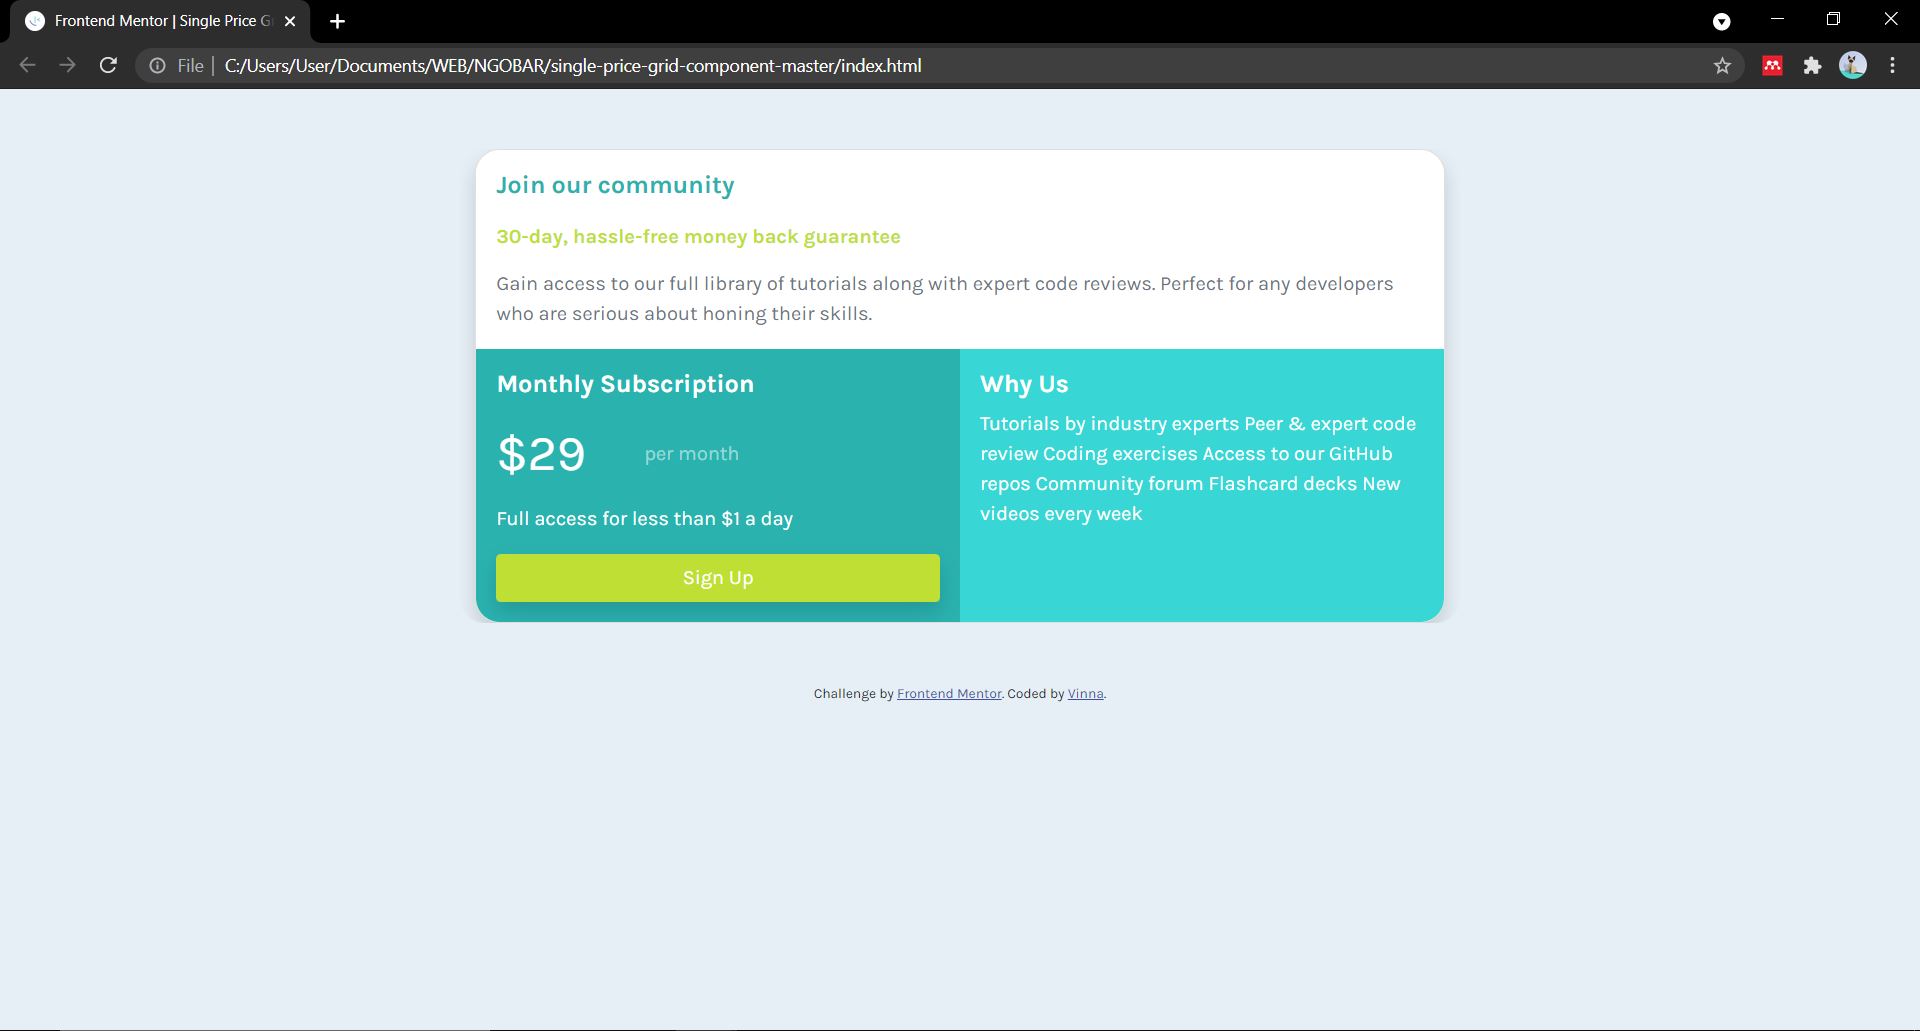 Frontend Mentor | Single Price G
File | C:/Users/User/Documents/WEB/NGOBAR/single-price-grid-component-master/index.html
Join our community
30-day, hassle-free money back guarantee
Gain access to our full library of tutorials along with expert code reviews. Perfect for any developers
who are serious about honing their skills.
Monthly Subscription
$29 per month
Full access for less than $1 a day
Sign Up
Why Us
Tutorials by industry experts Peer & expert code
review Coding exercises Access to our GitHub
repos Community forum Flashcard decks New
videos every week
Challenge by Frontend Mentor. Coded by Vinna.